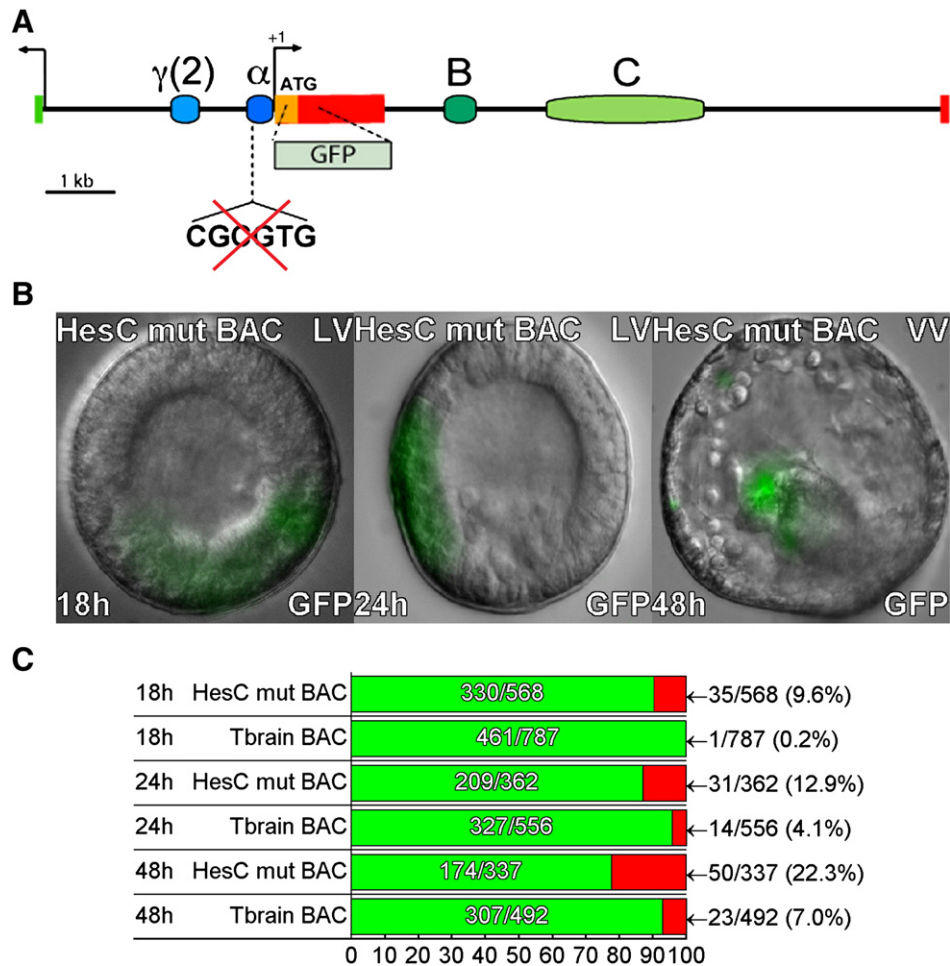 A
+1
γ(2)
α
ATG
B
C
GFP
1 kb
CGCGTG
B
HesC mut BAC LV
HesC mut BAC LV
HesC mut BAC VV
18h GFP
24h GFP
48h GFP
C
18h HesC mut BAC 330/568 ←35/568 (9.6%)
18h Tbrain BAC 461/787 ←1/787 (0.2%)
24h HesC mut BAC 209/362 ←31/362 (12.9%)
24h Tbrain BAC 327/556 ←14/556 (4.1%)
48h HesC mut BAC 174/337 ←50/337 (22.3%)
48h Tbrain BAC 307/492 ←23/492 (7.0%)
0 10 20 30 40 50 60 70 80 90 100